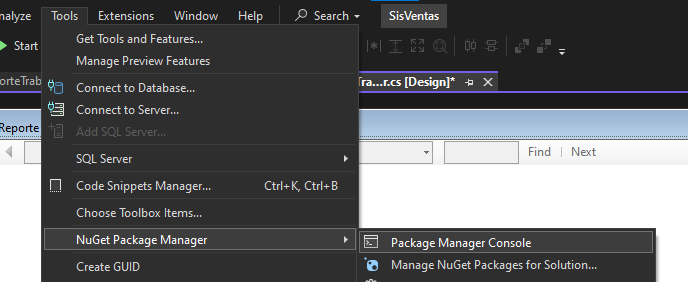 nalyze Tools Extensions Window Help Search SisVentas
Start
Get Tools and Features...
Manage Preview Features
orteTrab
Tra...r.cs [Design]*
Connect to Database...
Connect to Server...
Add SQL Server...
Reporte
SQL Server
Find | Next
Code Snippets Manager... Ctrl+K, Ctrl+B
Choose Toolbox Items...
NuGet Package Manager
Package Manager Console
Manage NuGet Packages for Solution...
Create GUID